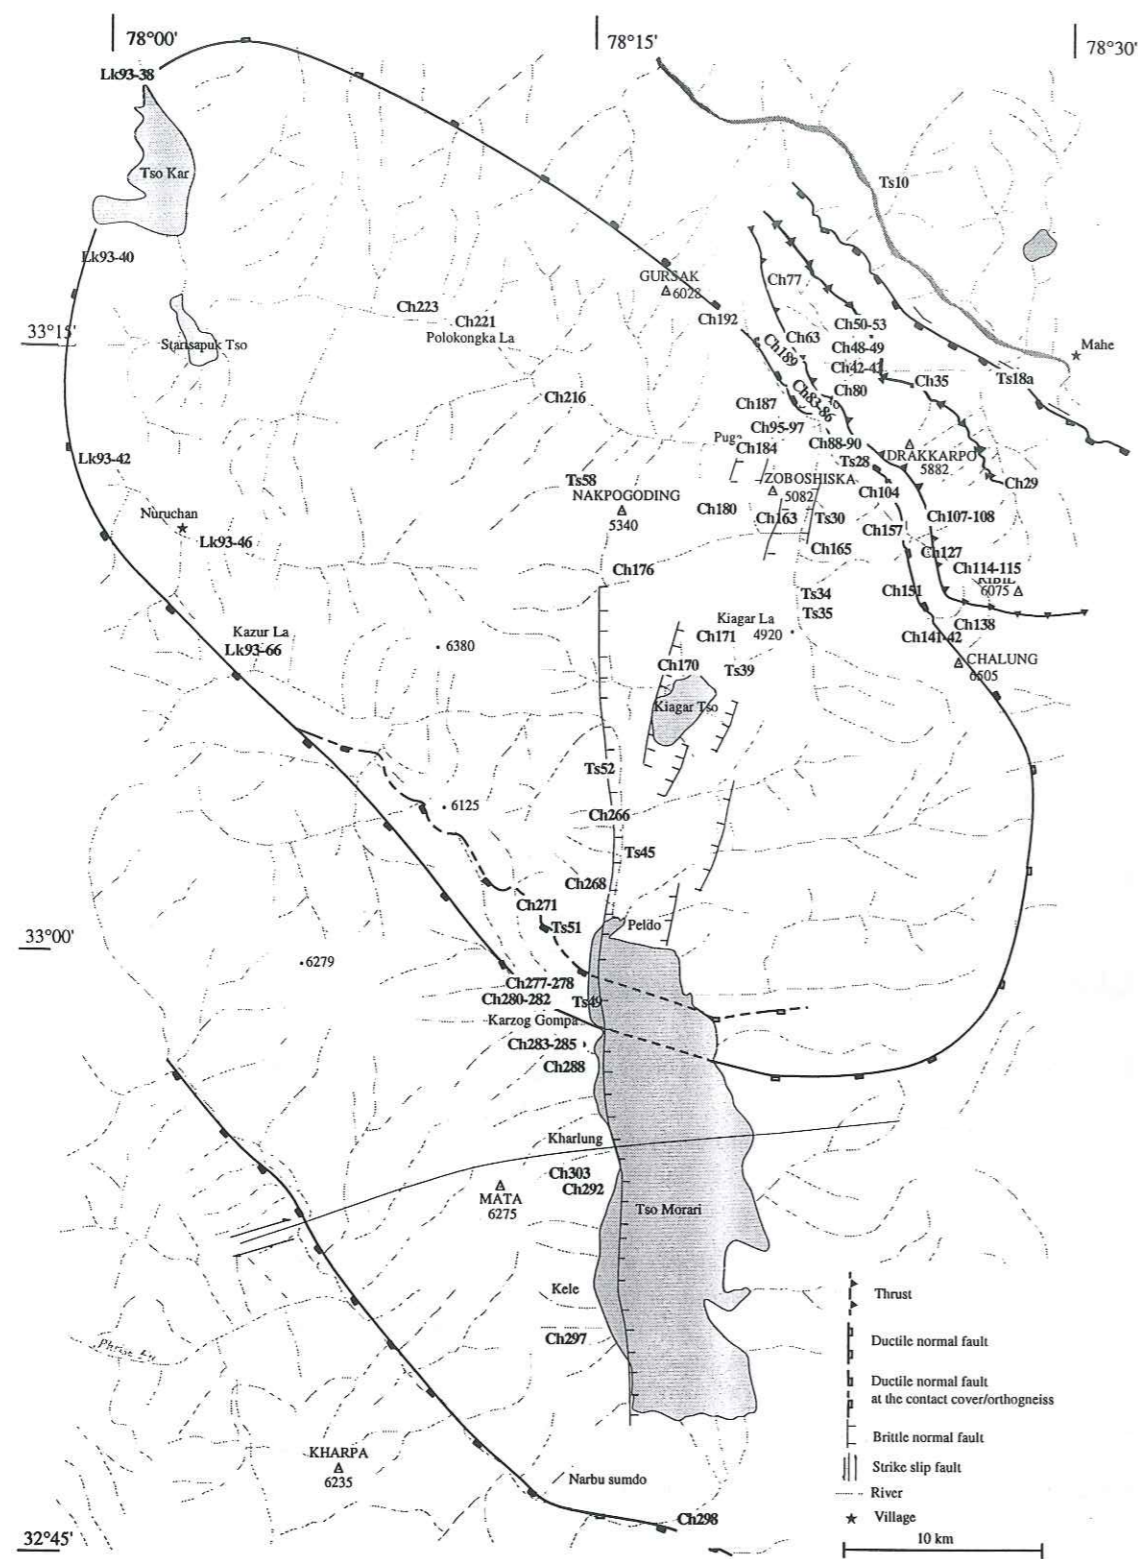 78°00'
78°15'
78°30'
Lk93-38
Tso Kar
Ts10
Lk93-40
GURSAK
6028
Ch77
Ch223
Ch221
Polokongka La
Ch192
33°15'
Startsapuk Tso
Ch50-53
Ch63
Ch48-49
Ch189
Mahe
Ch42-43
Ts18a
Ch35
Ch80
Ch83-86
Ch216
Ch187
Ch95-97
Ch88-90
Ch184
DRAKKARPO
5882
Lk93-42
Ts28
Ts58
ZOBOSHISKA
5082
Ch29
NAKPOGODING
5340
Ch104
Ch180
Ch163
Ts30
Ch107-108
Nuruchan
Ch157
Lk93-46
Ch165
Ch127
Ch176
Ch114-115
KIBIL
6075
Ch151
Ts34
Ts35
Kiagar La
4920
Ch138
Kazur La
Ch171
Ch141-42
Lk93-66
6380
Ch170
Ts39
CHALUNG
6505
Kiagar Tso
Ts52
6125
Ch266
Ts45
Ch268
Ch271
Ts51
Peldo
33°00'
6279
Ch277-278
Ch280-282
Ts49
Karzog Gompa
Ch283-285
Ch288
Kharlung
Ch303
Ch292
MATA
6275
Tso Morari
Kele
Thrust
Ch297
Ductile normal fault
Ductile normal fault
at the contact cover/orthogneiss
Brittle normal fault
KHARPA
6235
Strike slip fault
Narbu sumdo
River
Village
Ch298
10 km
32°45'